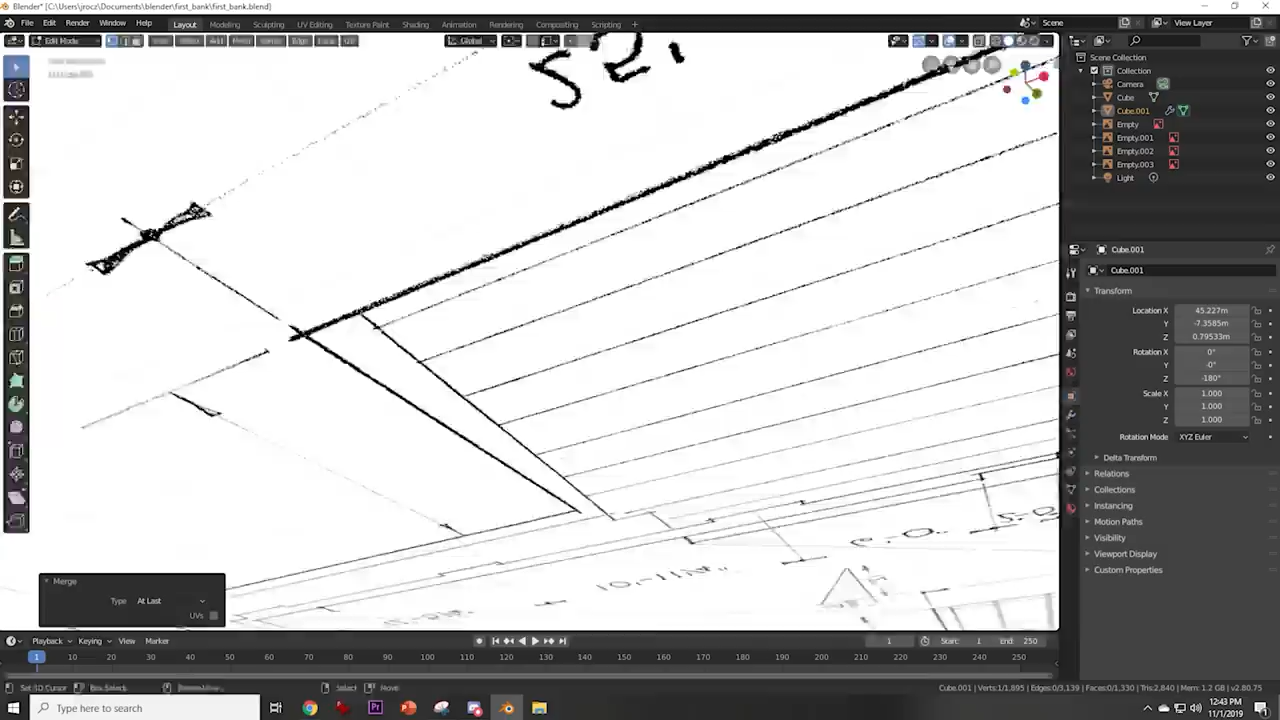 Blender* [C:\Users\jrocz\Documents\blender\first_bank\first_bank.blend]
File Edit Render Window Help Layout Modeling Sculpting UV Editing Texture Paint Shading Animation Rendering Compositing Scripting + Scene View Layer
Edit Mode Global
Scene Collection
Collection
Camera
Cube
Cube.001
Empty
Empty.001
Empty.002
Empty.003
Light
Cube.001
Cube.001
Transform
Location X 45.227m
Y -7.3585m
Z 0.79533m
Rotation X 0°
Y -0°
Z -180°
Scale X 1.000
Y 1.000
Z 1.000
Rotation Mode XYZ Euler
Delta Transform
Relations
Collections
Instancing
Motion Paths
Visibility
Viewport Display
Custom Properties
52'
Merge
Type At Last
UVs
Playback Keying View Marker 1 Start: 1 End: 250
1 10 20 30 40 50 60 70 80 90 100 110 120 130 140 150 160 170 180 190 200 210 220 230 240 250
Set 3D Cursor Box Select Select Move Cube.001 | Verts:1/1,895 | Edges:0/3,139 | Faces:0/1,330 | Tris:2,840 | Mem: 1.2 GB | v2.80.75
Type here to search
12:43 PM
11/1/2019